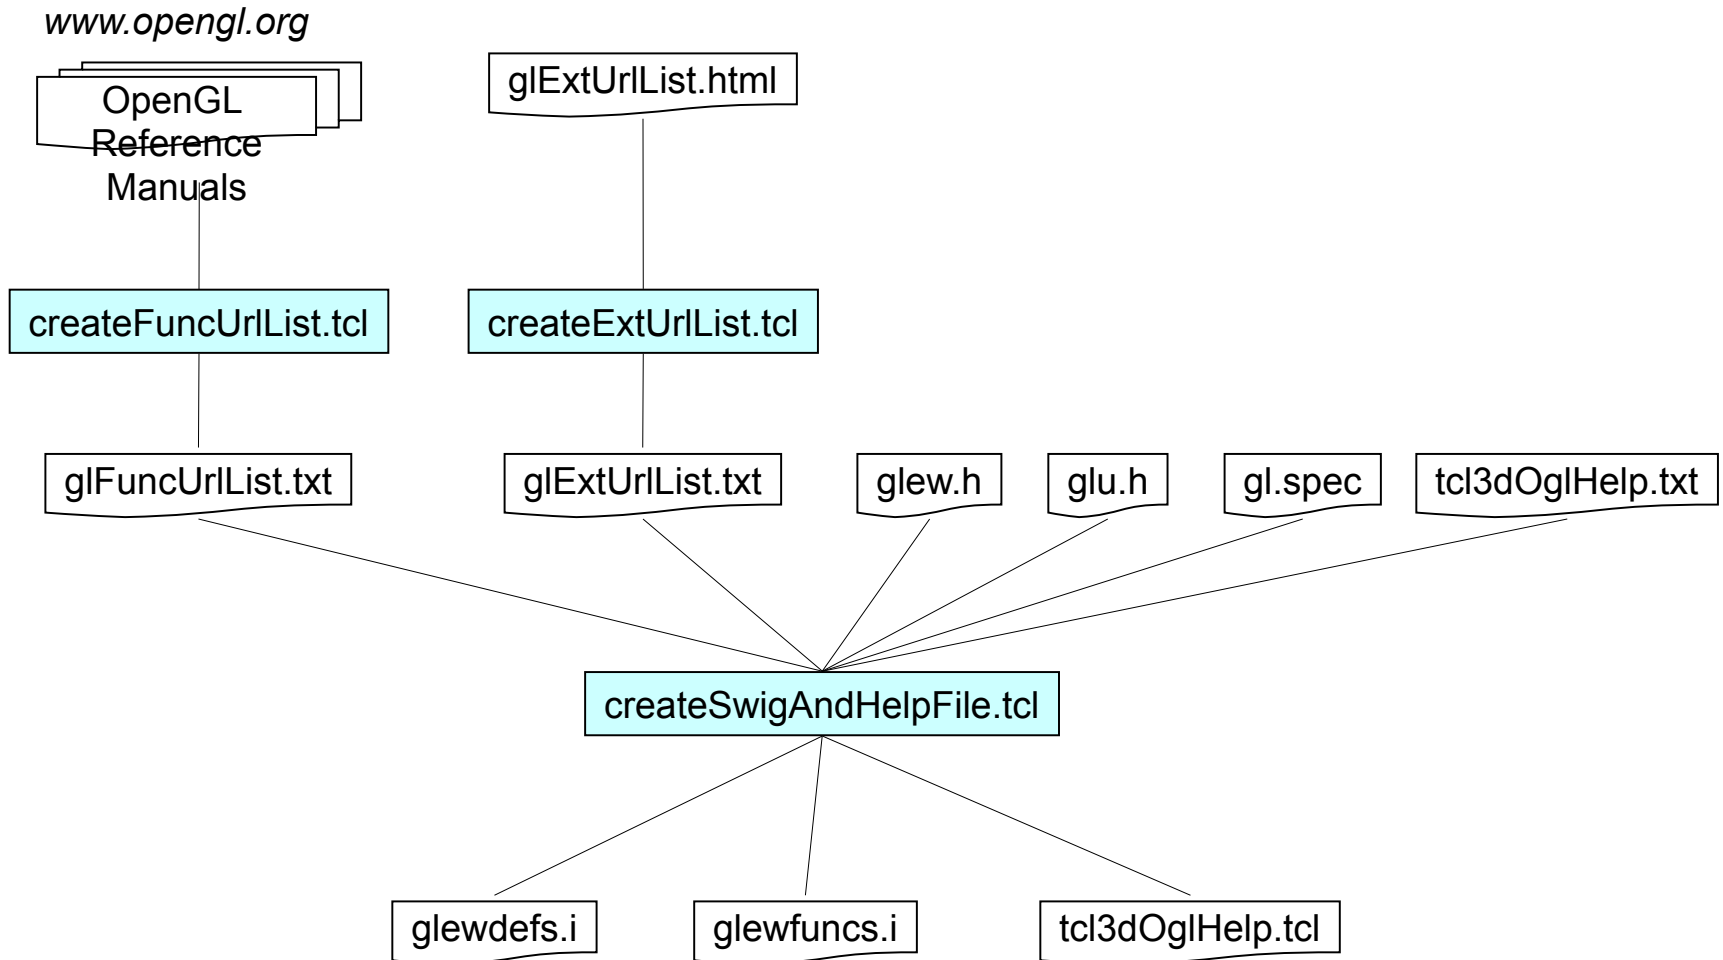 www.opengl.org
OpenGL
Reference
Manuals
glExtUrlList.html
createFuncUrlList.tcl
createExtUrlList.tcl
glFuncUrlList.txt
glExtUrlList.txt
glew.h
glu.h
gl.spec
tcl3dOglHelp.txt
createSwigAndHelpFile.tcl
glewdefs.i
glewfuncs.i
tcl3dOglHelp.tcl